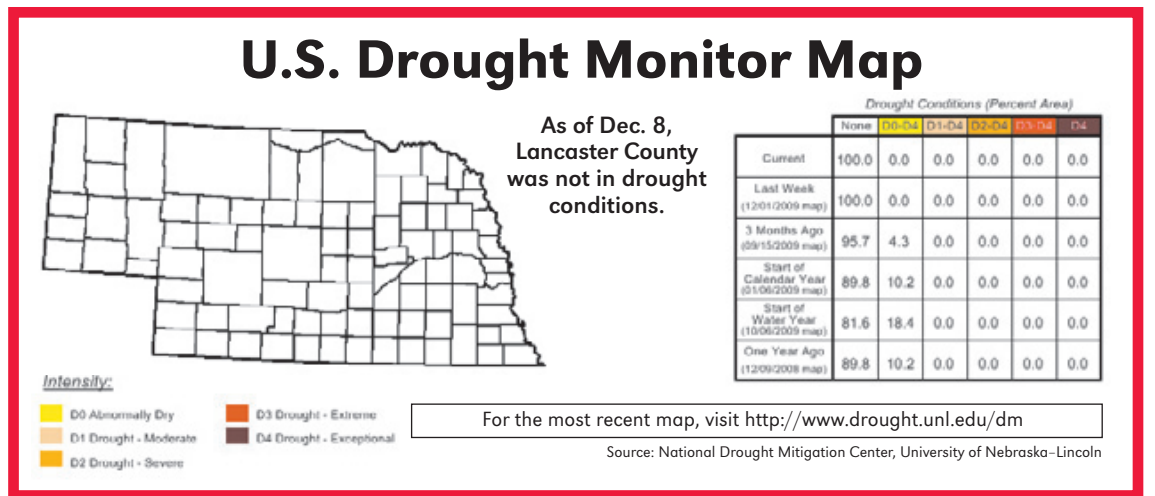 U.S. Drought Monitor Map
As of Dec. 8,
Lancaster County
was not in drought
conditions.
Drought Conditions (Percent Area)
None D0-D4 D1-D4 D2-D4 D3-D4 D4
Current 100.0 0.0 0.0 0.0 0.0 0.0
Last Week
(12/01/2009 map)
100.0 0.0 0.0 0.0 0.0 0.0
3 Months Ago
(09/15/2009 map)
95.7 4.3 0.0 0.0 0.0 0.0
Start of
Calendar Year
(01/06/2009 map)
89.8 10.2 0.0 0.0 0.0 0.0
Start of
Water Year
(10/06/2009 map)
81.6 18.4 0.0 0.0 0.0 0.0
One Year Ago
(12/09/2008 map)
89.8 10.2 0.0 0.0 0.0 0.0
Intensity:
D0 Abnormally Dry
D1 Drought - Moderate
D2 Drought - Severe
D3 Drought - Extreme
D4 Drought - Exceptional
For the most recent map, visit http://www.drought.unl.edu/dm
Source: National Drought Mitigation Center, University of Nebraska–Lincoln